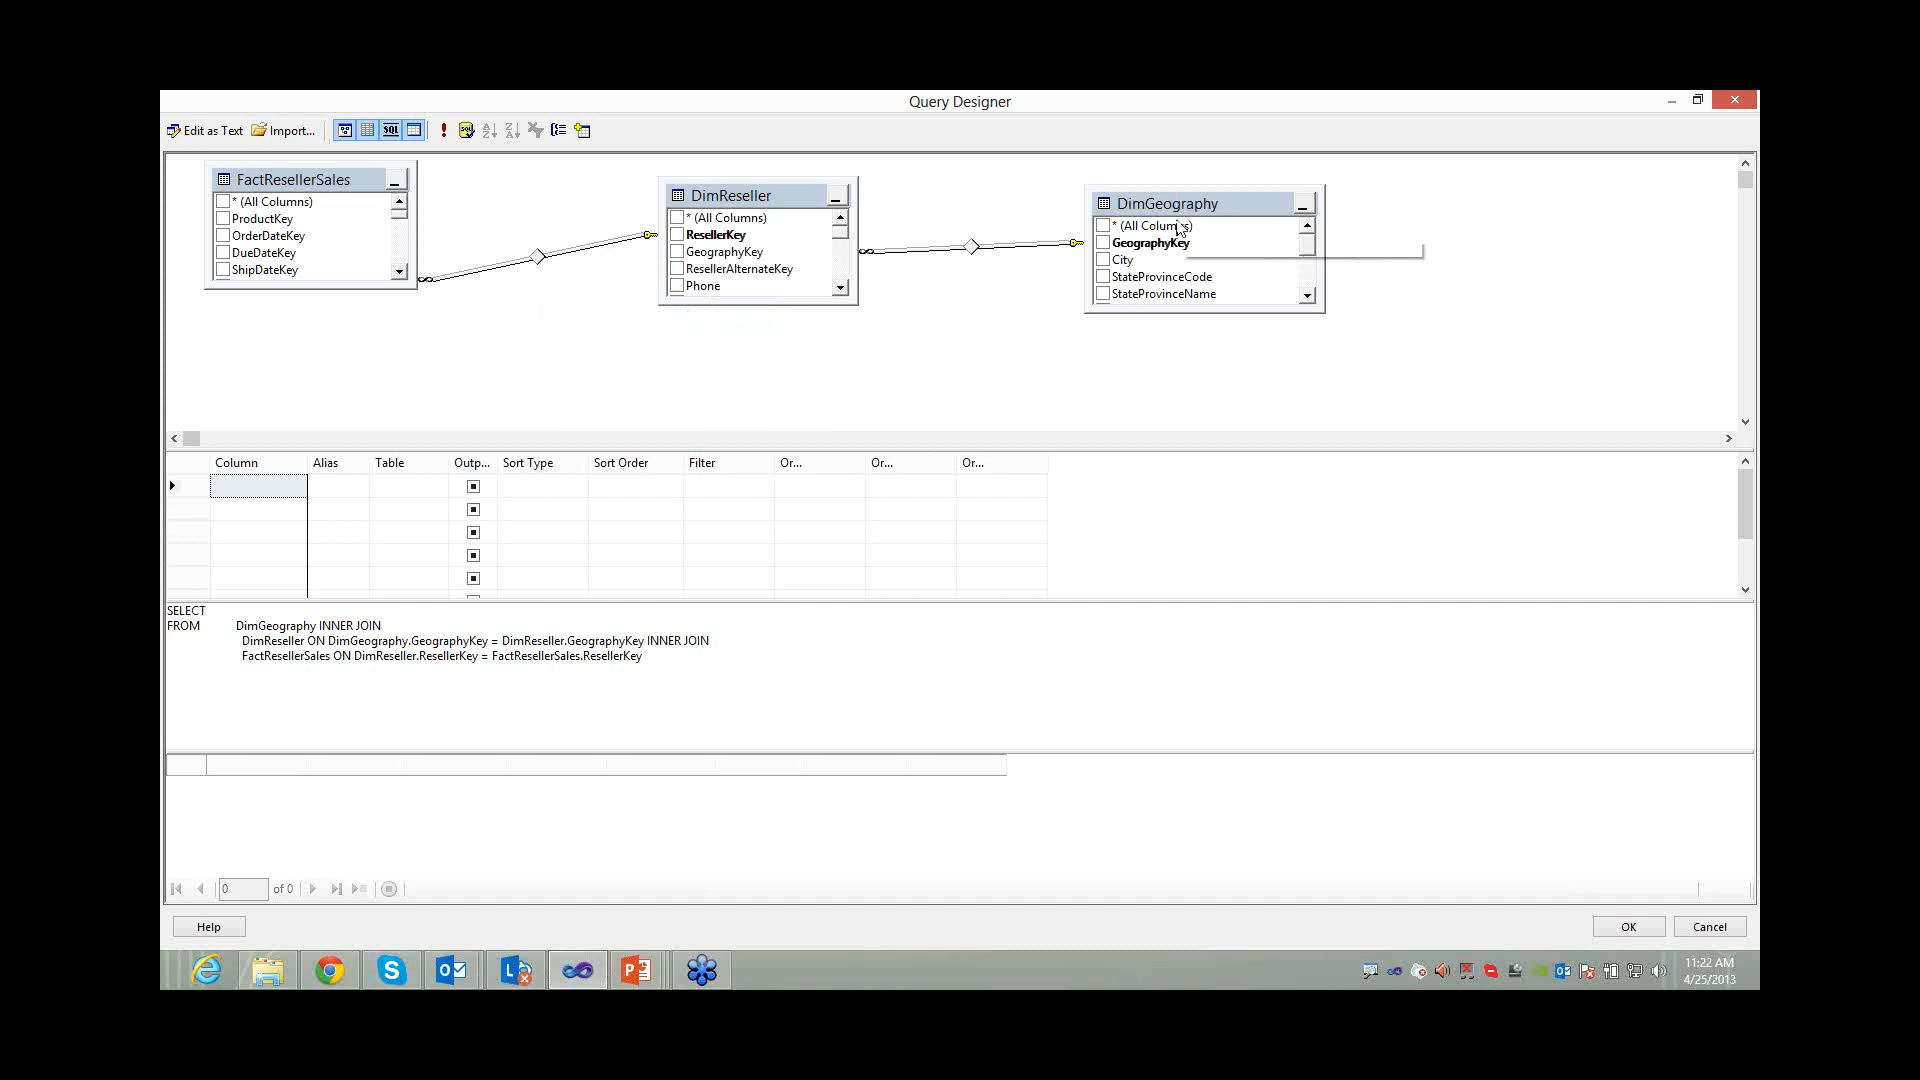 Query Designer
Edit as Text Import... SQL
FactResellerSales
* (All Columns)
ProductKey
OrderDateKey
DueDateKey
ShipDateKey
DimReseller
* (All Columns)
ResellerKey
GeographyKey
ResellerAlternateKey
Phone
DimGeography
* (All Columns)
GeographyKey
City
StateProvinceCode
StateProvinceName
Column Alias Table Outp... Sort Type Sort Order Filter Or... Or... Or...
SELECT
FROM DimGeography INNER JOIN
DimReseller ON DimGeography.GeographyKey = DimReseller.GeographyKey INNER JOIN
FactResellerSales ON DimReseller.ResellerKey = FactResellerSales.ResellerKey
0 of 0
Help OK Cancel
11:22 AM
4/25/2013